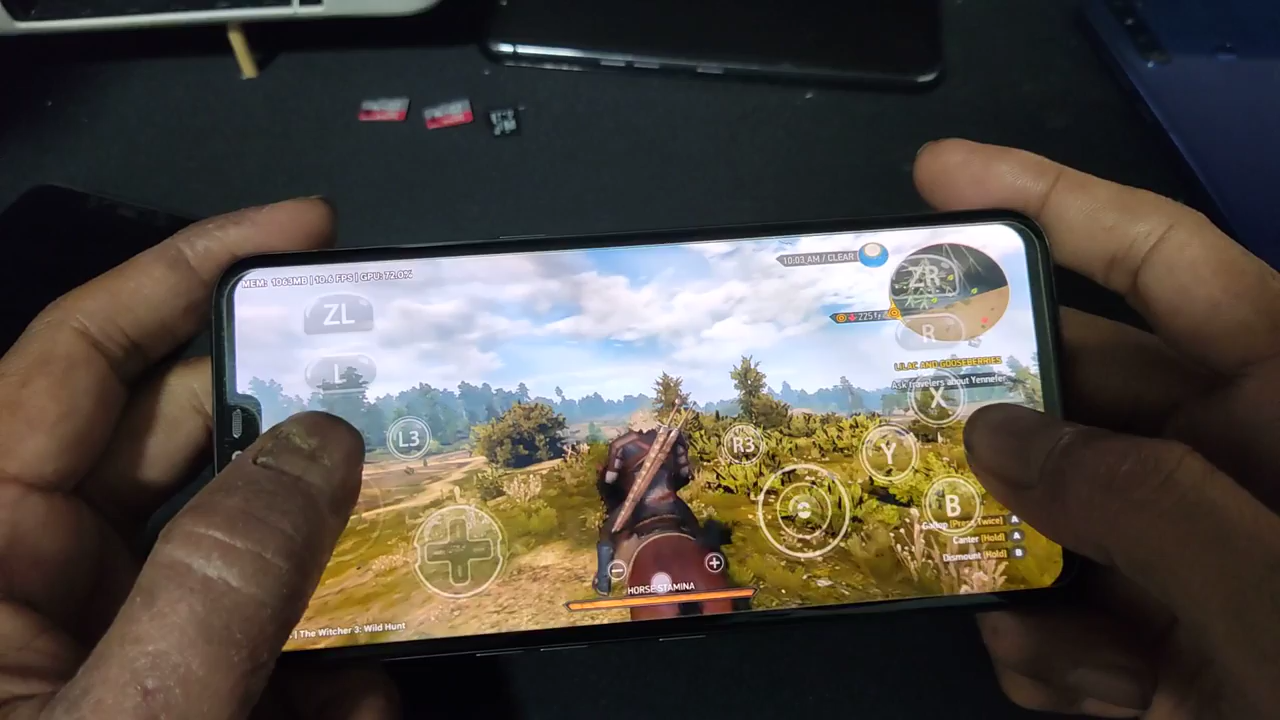 MEM: 1063MB | 10.6 FPS | GPU: 72.0%
10:03 AM / CLEAR
ZL
ZR
225
R
L
LILAC AND GOOSEBERRIES
Ask travelers about Yennefer
X
L3
R3
Y
B
Gallop [Press Twice] A
Canter [Hold] A
Dismount [Hold] B
HORSE STAMINA
| The Witcher 3: Wild Hunt